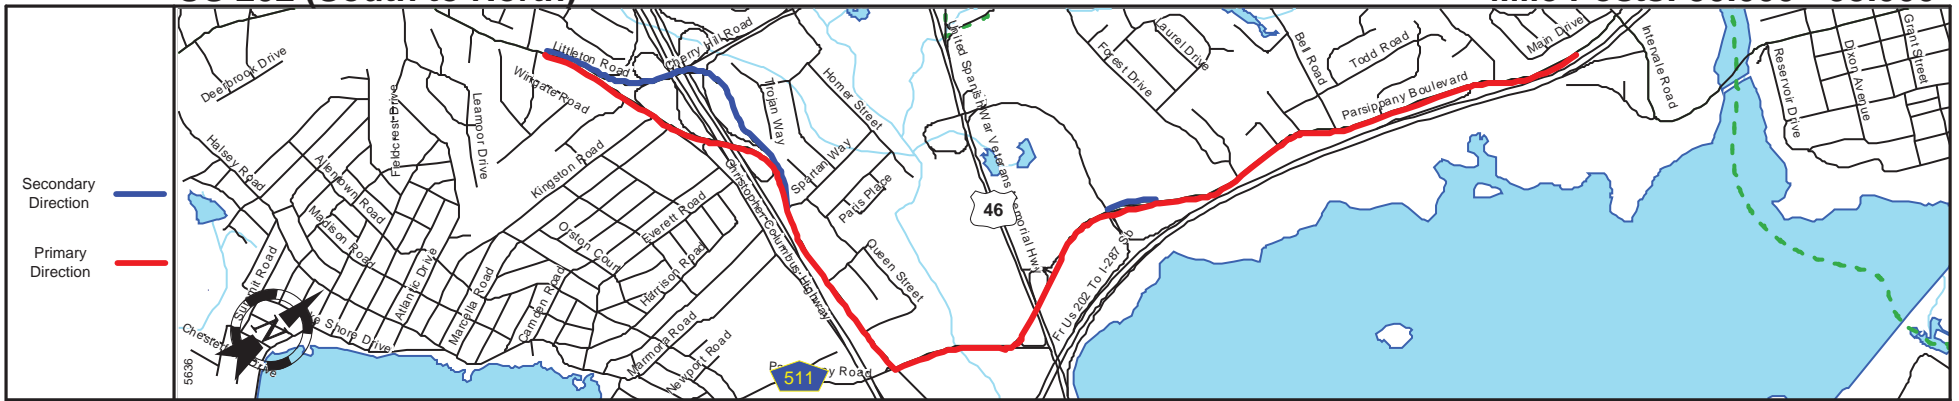 Secondary
Direction
Primary
Direction
Deerbrook Drive
Littleton Road
Cherry Hill Road
Wingate Road
Fieldcrest Drive
Leampor Drive
Halsey Road
Allentown Road
Madison Road
Kingston Road
Everett Road
Orston Court
Harrison Road
Atlantic Drive
Marcella Road
Camden Road
Marmora Road
Newport Road
Summit Road
Shore Drive
N
5636
Trojan Way
Homer Street
Spartan Way
Paris Place
Queen Street
Christopher Columbus Highway
Road
511
United Spanish War Veterans Memorial Hwy
46
Fr Us 202 To I-287 Sb
Forest Drive
Laurel Drive
Bell Road
Todd Road
Main Drive
Parsippany Boulevard
Intervale Road
Reservoir Drive
Dixon Avenue
Grant Street